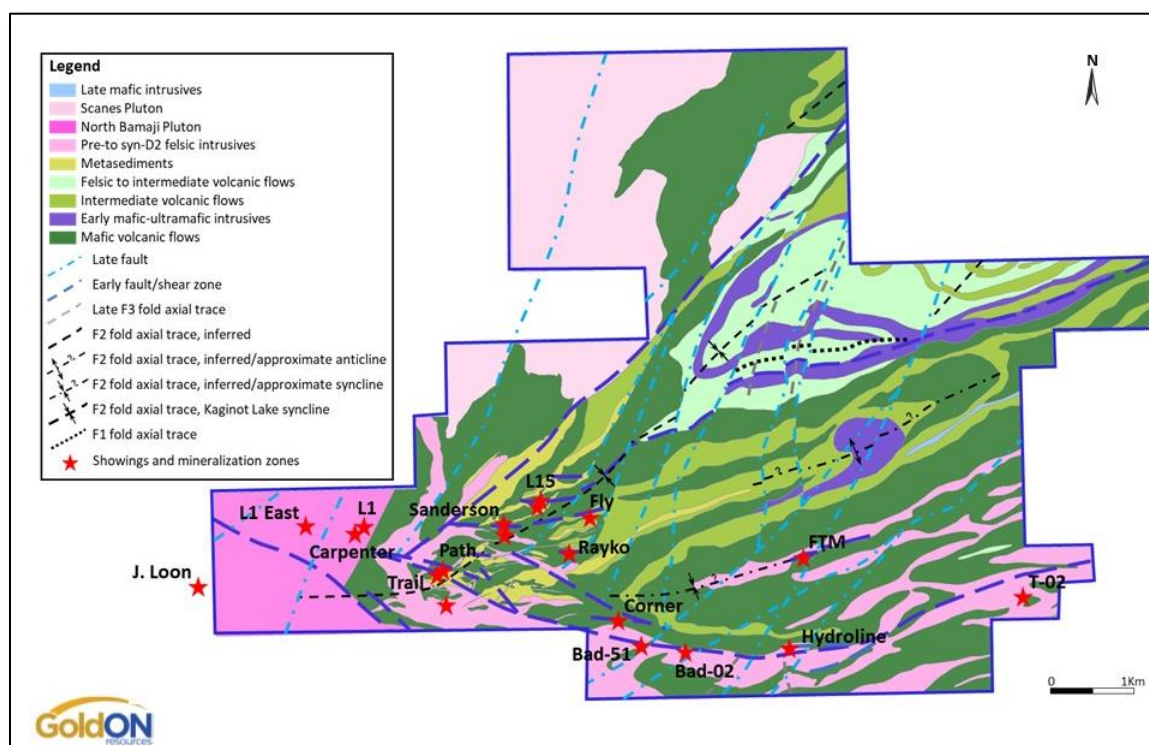 Legend
Late mafic intrusives
Scanes Pluton
North Bamaji Pluton
Pre-to syn-D2 felsic intrusives
Metasediments
Felsic to intermediate volcanic flows
Intermediate volcanic flows
Early mafic-ultramafic intrusives
Mafic volcanic flows
Late fault
Early fault/shear zone
Late F3 fold axial trace
F2 fold axial trace, inferred
F2 fold axial trace, inferred/approximate anticline
F2 fold axial trace, inferred/approximate syncline
F2 fold axial trace, Kaginot Lake syncline
F1 fold axial trace
Showings and mineralization zones
N
?
?
?
?
?
?
L15
L1 East
L1
Sanderson
Fly
Carpenter
Path
Rayko
FTM
J. Loon
Trail
T-02
Corner
Bad-51
Bad-02
Hydroline
0 1Km
GoldON
resources